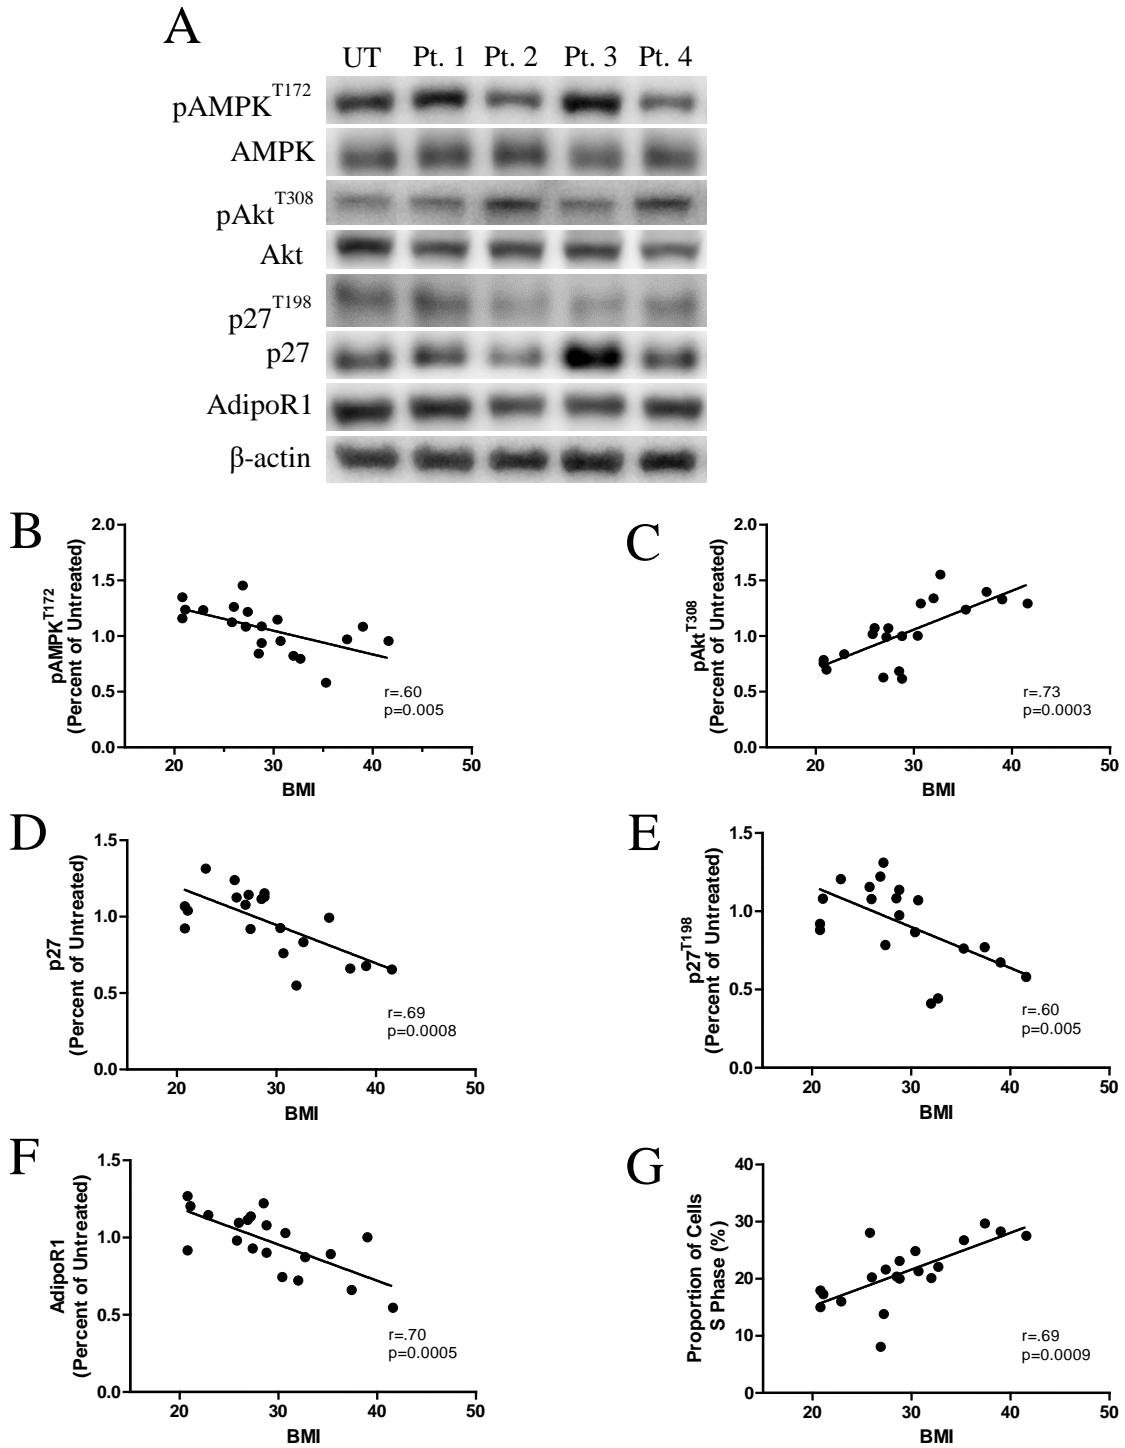 A
UT Pt. 1 Pt. 2 Pt. 3 Pt. 4
pAMPK^T172
AMPK
pAkt^T308
Akt
p27^T198
p27
AdipoR1
β-actin
B
pAMPK^T172
(Percent of Untreated)
2.0
1.5
1.0
0.5
0.0
20 30 40 50
BMI
r=.60
p=0.005
C
pAkt^T308
(Percent of Untreated)
2.0
1.5
1.0
0.5
0.0
20 30 40 50
BMI
r=.73
p=0.0003
D
p27
(Percent of Untreated)
1.5
1.0
0.5
0.0
20 30 40 50
BMI
r=.69
p=0.0008
E
p27^T198
(Percent of Untreated)
1.5
1.0
0.5
0.0
20 30 40 50
BMI
r=.60
p=0.005
F
AdipoR1
(Percent of Untreated)
1.5
1.0
0.5
0.0
20 30 40 50
BMI
r=.70
p=0.0005
G
Proportion of Cells
S Phase (%)
40
30
20
10
0
20 30 40 50
BMI
r=.69
p=0.0009